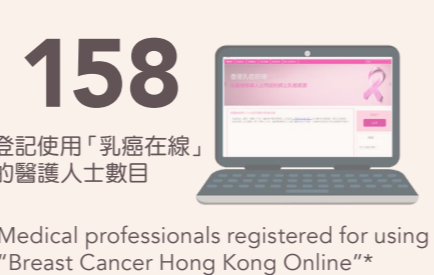 158
登記使用「乳癌在線」
的醫護人士數目
Medical professionals registered for using
"Breast Cancer Hong Kong Online"*